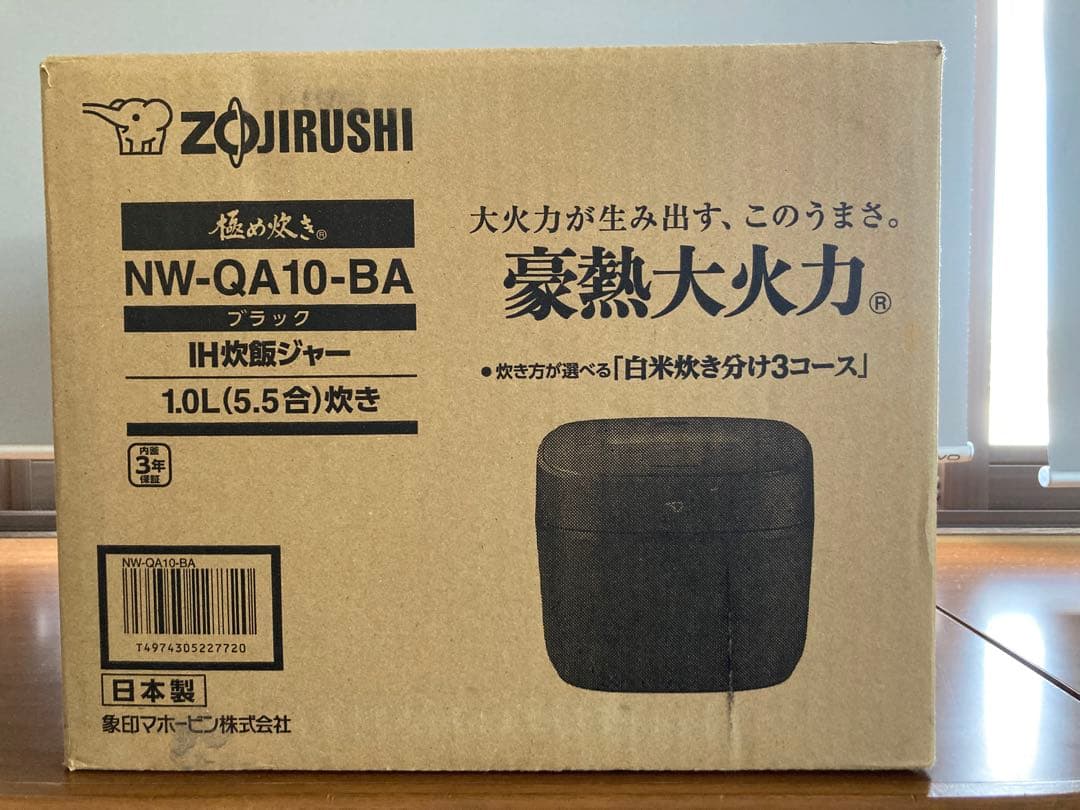 ZOJIRUSHI
極め炊き®
NW-QA10-BA
ブラック
IH炊飯ジャー
1.0L(5.5合)炊き
内釜
3年
保証
大火力が生み出す、このうまさ。
豪熱大火力®
•炊き方が選べる「白米炊き分け3コース」
NW-QA10-BA
T4974305227720
日本製
象印マホービン株式会社